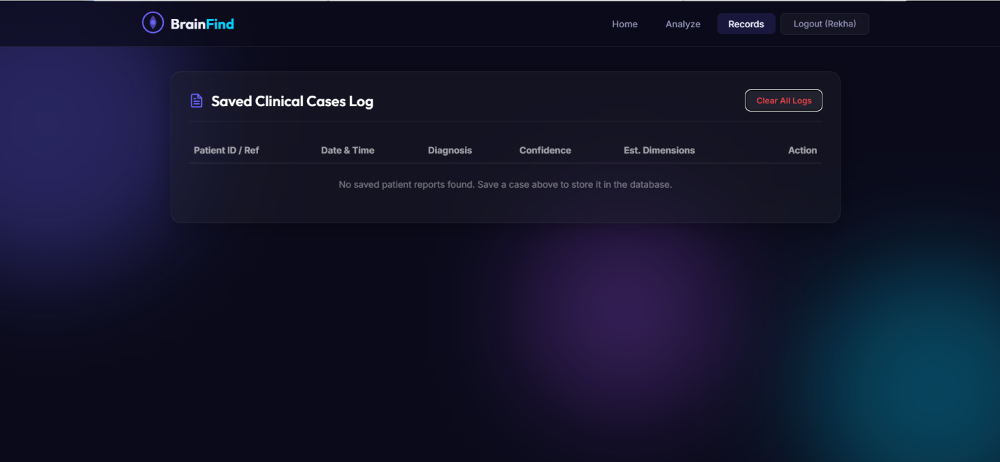 BrainFind Home Analyze Records Logout (Rekha)
Saved Clinical Cases Log Clear All Logs
Patient ID / Ref Date & Time Diagnosis Confidence Est. Dimensions Action
No saved patient reports found. Save a case above to store it in the database.